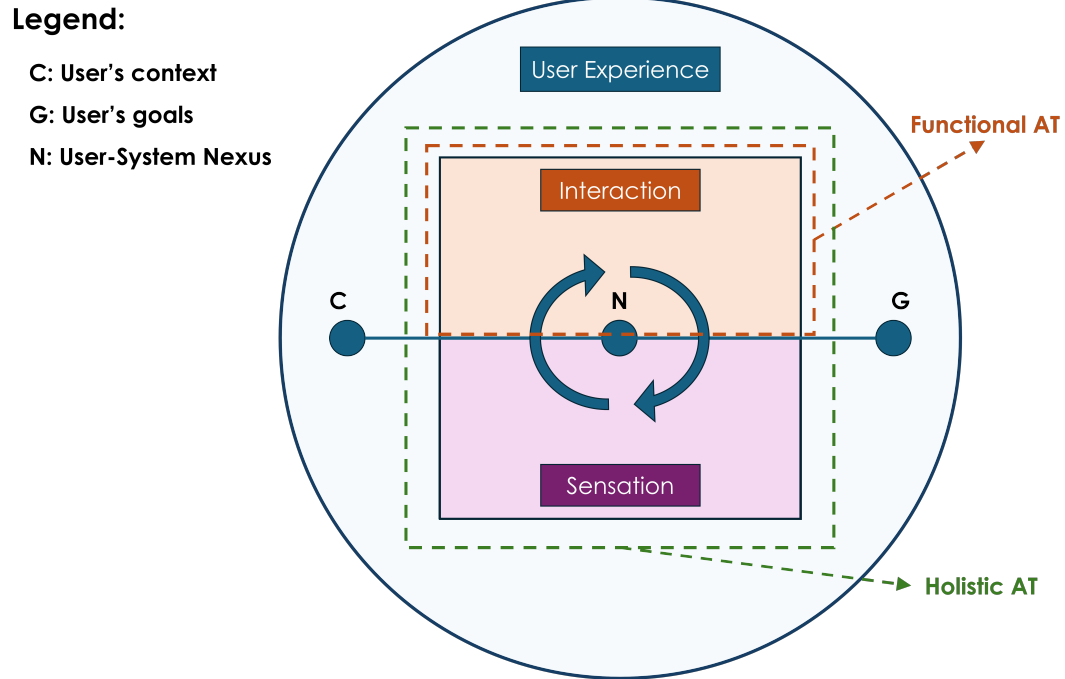 Legend:
C: User's context
G: User's goals
N: User-System Nexus
User Experience
Functional AT
Interaction
C
N
G
Sensation
Holistic AT